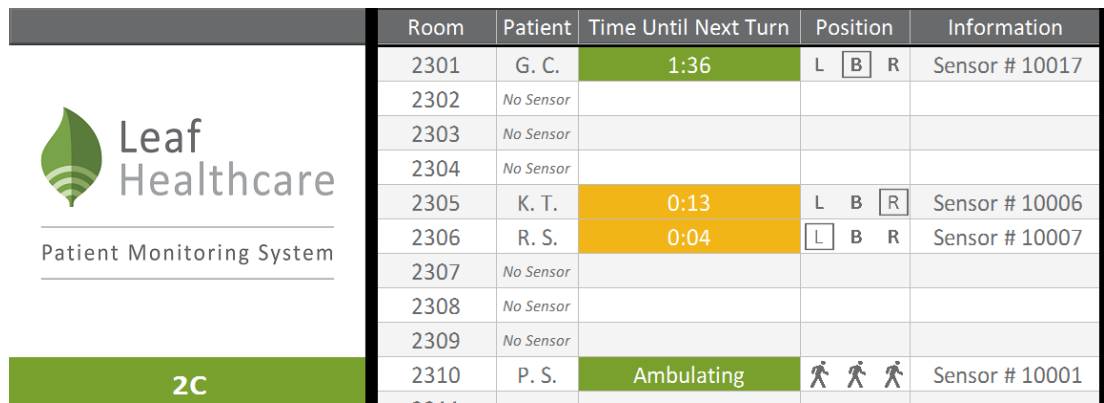 Leaf
Healthcare
Patient Monitoring System
2C
Room Patient Time Until Next Turn Position Information
2301 G. C. 1:36 L B R Sensor # 10017
2302 No Sensor
2303 No Sensor
2304 No Sensor
2305 K. T. 0:13 L B R Sensor # 10006
2306 R. S. 0:04 L B R Sensor # 10007
2307 No Sensor
2308 No Sensor
2309 No Sensor
2310 P. S. Ambulating Sensor # 10001